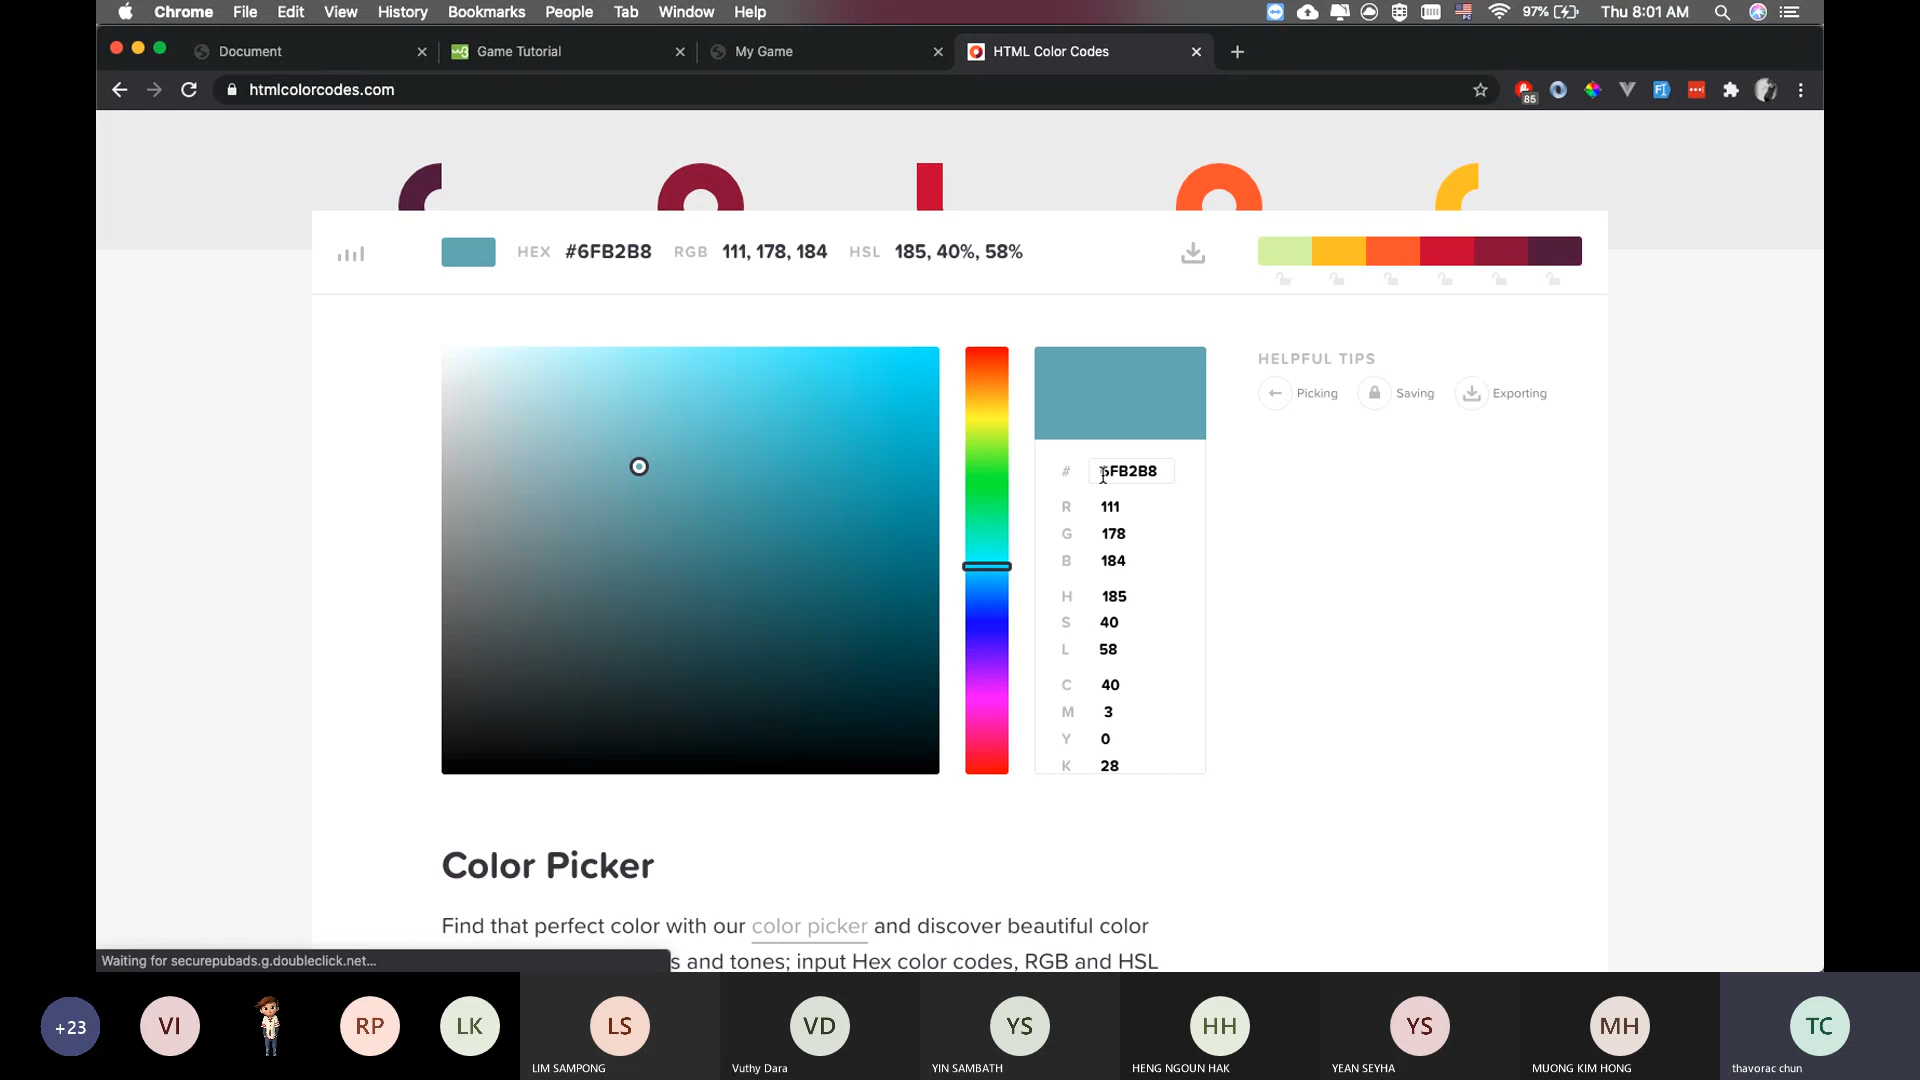 Chrome File Edit View History Bookmarks People Tab Window Help 97% Thu 8:01 AM
Document Game Tutorial My Game HTML Color Codes
htmlcolorcodes.com 85
HEX #6FB2B8 RGB 111, 178, 184 HSL 185, 40%, 58%
HELPFUL TIPS
Picking Saving Exporting
# 6FB2B8
R 111
G 178
B 184
H 185
S 40
L 58
C 40
M 3
Y 0
K 28
Color Picker
Find that perfect color with our color picker and discover beautiful color
s and tones; input Hex color codes, RGB and HSL
Waiting for securepubads.g.doubleclick.net...
+23 VI RP LK LS VD YS HH YS MH TC
LIM SAMPONG Vuthy Dara YIN SAMBATH HENG NGOUN HAK YEAN SEYHA MUONG KIM HONG thavorac chun